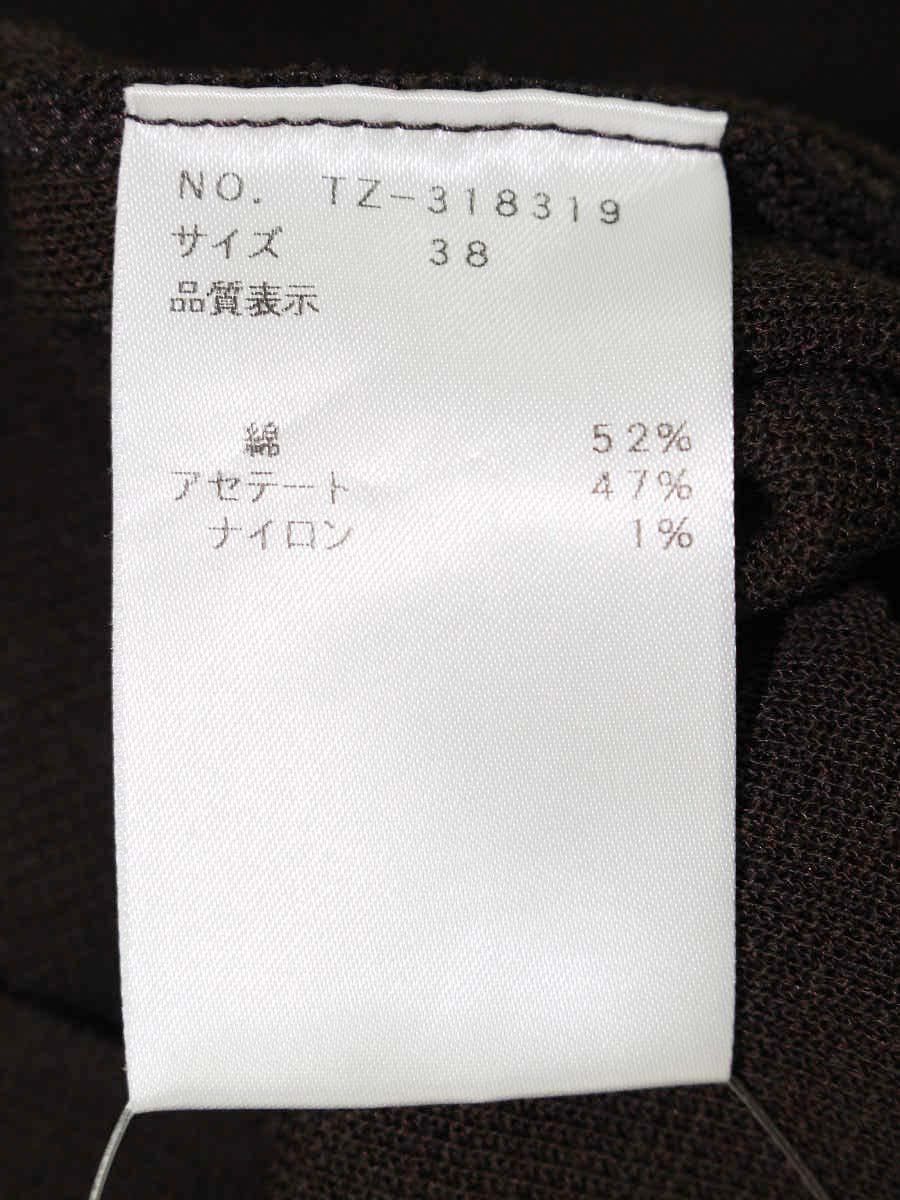 NO. TZ-318319
サイズ 38
品質表示
綿 52%
アセテート 47%
ナイロン 1%